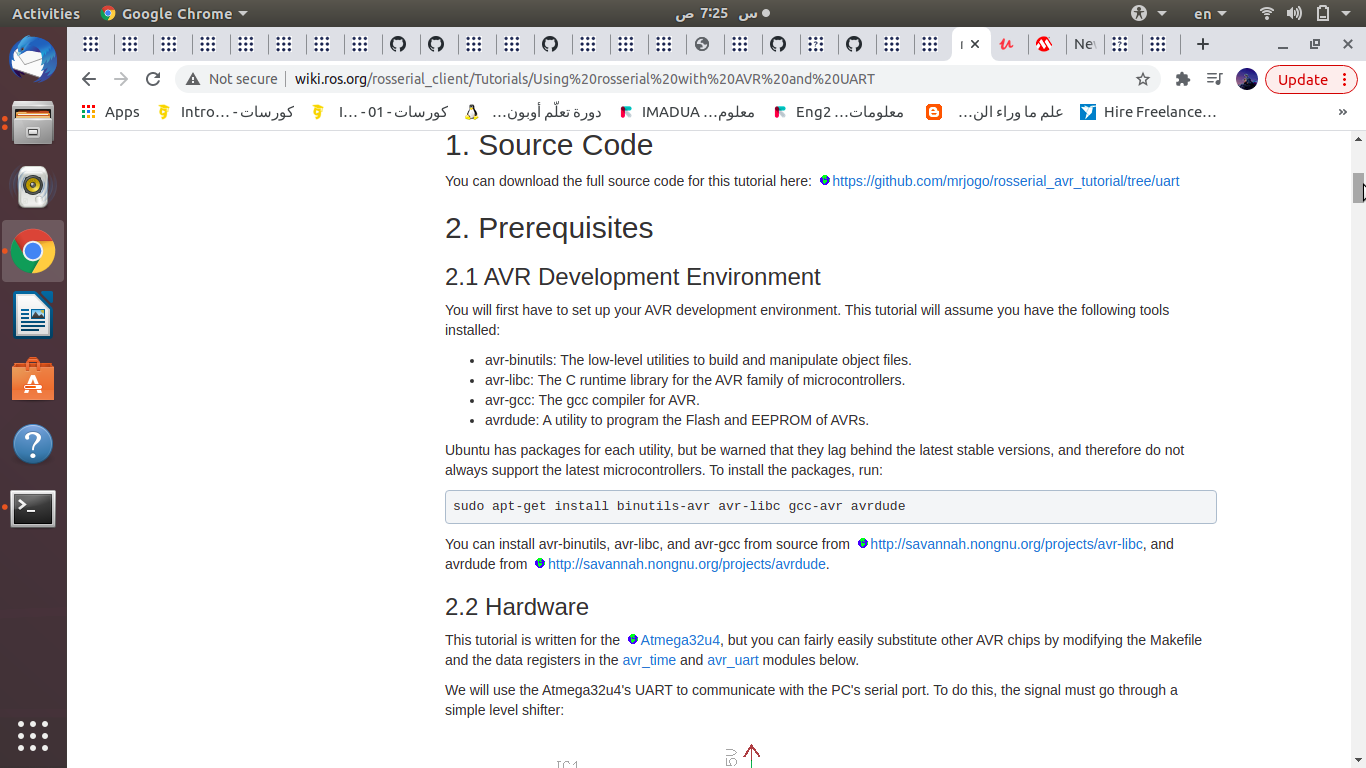 Activities
Google Chrome
س 7:25 ص
en
I
Nev
Not secure
wiki.ros.org/rosserial_client/Tutorials/Using%20rosserial%20with%20AVR%20and%20UART
Update
Apps
Intro... - كورسات
I... - 01 - كورسات
دورة تعلّم أوبون...
IMADUA ...معلوم
Eng2 ...معلومات
علم ما وراء الن...
Hire Freelance...
»
1. Source Code
You can download the full source code for this tutorial here: https://github.com/mrjogo/rosserial_avr_tutorial/tree/uart
2. Prerequisites
2.1 AVR Development Environment
You will first have to set up your AVR development environment. This tutorial will assume you have the following tools
installed:
• avr-binutils: The low-level utilities to build and manipulate object files.
• avr-libc: The C runtime library for the AVR family of microcontrollers.
• avr-gcc: The gcc compiler for AVR.
• avrdude: A utility to program the Flash and EEPROM of AVRs.
Ubuntu has packages for each utility, but be warned that they lag behind the latest stable versions, and therefore do not
always support the latest microcontrollers. To install the packages, run:
sudo apt-get install binutils-avr avr-libc gcc-avr avrdude
You can install avr-binutils, avr-libc, and avr-gcc from source from http://savannah.nongnu.org/projects/avr-libc, and
avrdude from http://savannah.nongnu.org/projects/avrdude.
2.2 Hardware
This tutorial is written for the Atmega32u4, but you can fairly easily substitute other AVR chips by modifying the Makefile
and the data registers in the avr_time and avr_uart modules below.
We will use the Atmega32u4's UART to communicate with the PC's serial port. To do this, the signal must go through a
simple level shifter:
IC1
5V